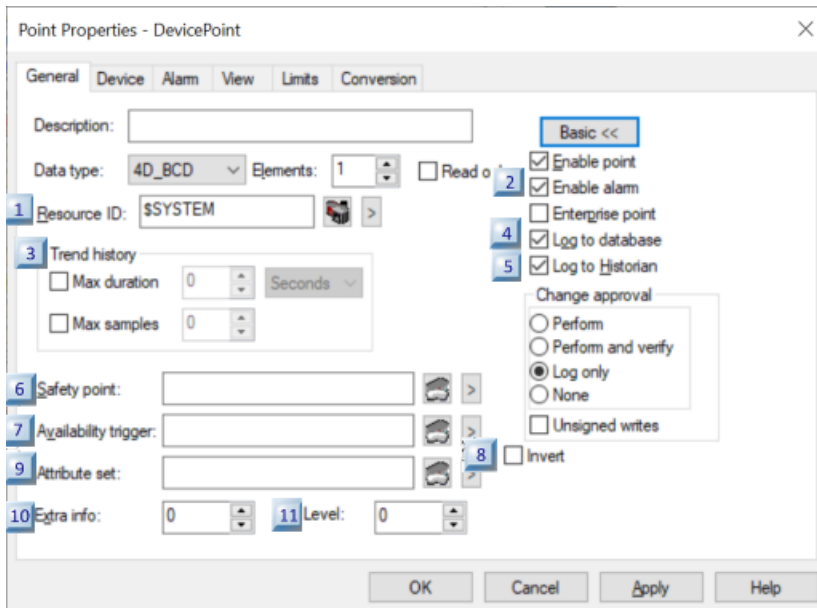 Point Properties - DevicePoint
General Device Alarm View Limits Conversion
Description:
Basic <<
Data type: 4D_BCD Elements: 1 Read
Enable point
2 Enable alarm
1 Resource ID: $SYSTEM >
Enterprise point
4 Log to database
3 Trend history
5 Log to Historian
Max duration 0 Seconds
Change approval
Max samples 0
Perform
Perform and verify
Log only
None
6 Safety point: >
7 Availability trigger: >
Unsigned writes
8 Invert
9 Attribute set: >
10 Extra info: 0 11 Level: 0
OK Cancel Apply Help